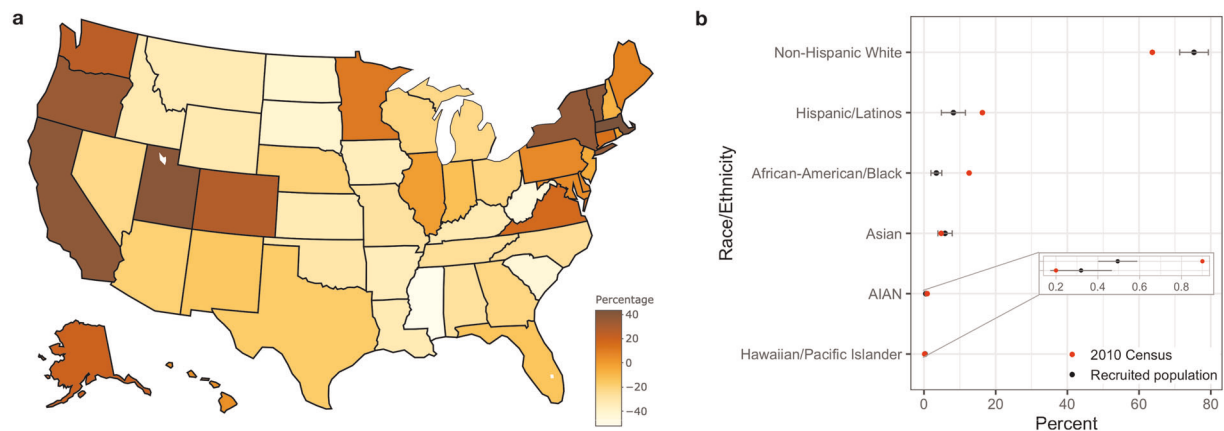 a
Percentage
40
20
0
−20
−40
b
Race/Ethnicity
Non-Hispanic White
Hispanic/Latinos
African-American/Black
Asian
AIAN
Hawaiian/Pacific Islander
0.2 0.4 0.6 0.8
2010 Census
Recruited population
0 20 40 60 80
Percent